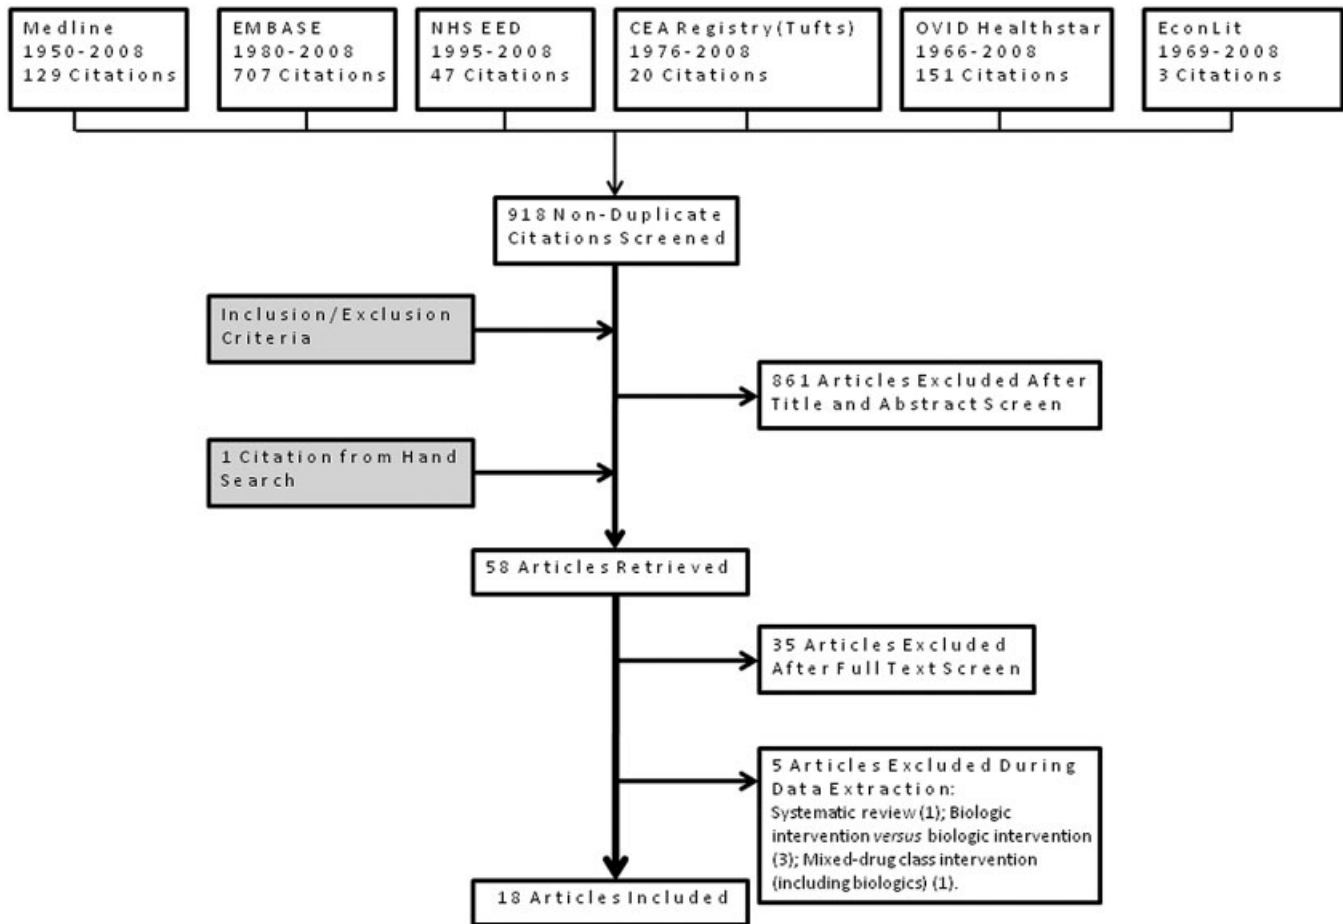 Medline
1950-2008
129 Citations
EMBASE
1980-2008
707 Citations
NHS EED
1995-2008
47 Citations
CEA Registry (Tufts)
1976-2008
20 Citations
OVID Healthstar
1966-2008
151 Citations
EconLit
1969-2008
3 Citations
918 Non-Duplicate
Citations Screened
Inclusion/Exclusion
Criteria
861 Articles Excluded After
Title and Abstract Screen
1 Citation from Hand
Search
58 Articles Retrieved
35 Articles Excluded
After Full Text Screen
5 Articles Excluded During
Data Extraction:
Systematic review (1); Biologic
intervention versus biologic intervention
(3); Mixed-drug class intervention
(including biologics) (1).
18 Articles Included